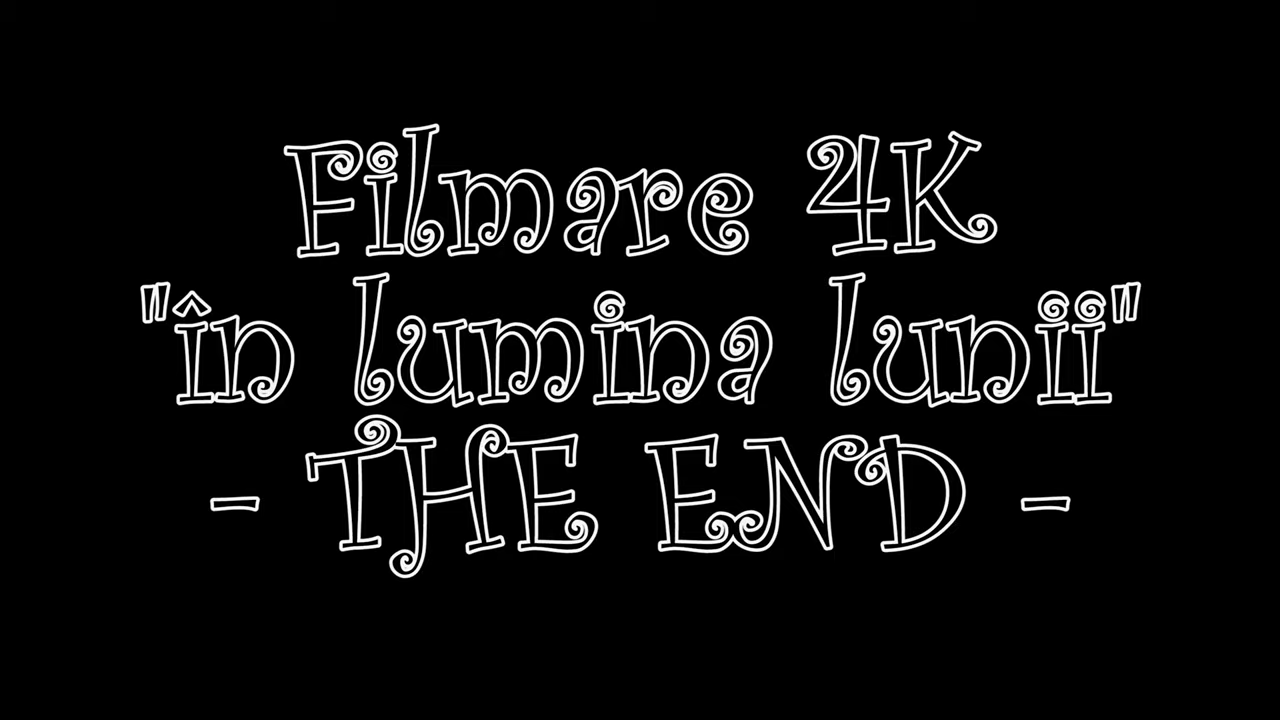 Filmare 4K
"în lumina lunii"
- THE END -